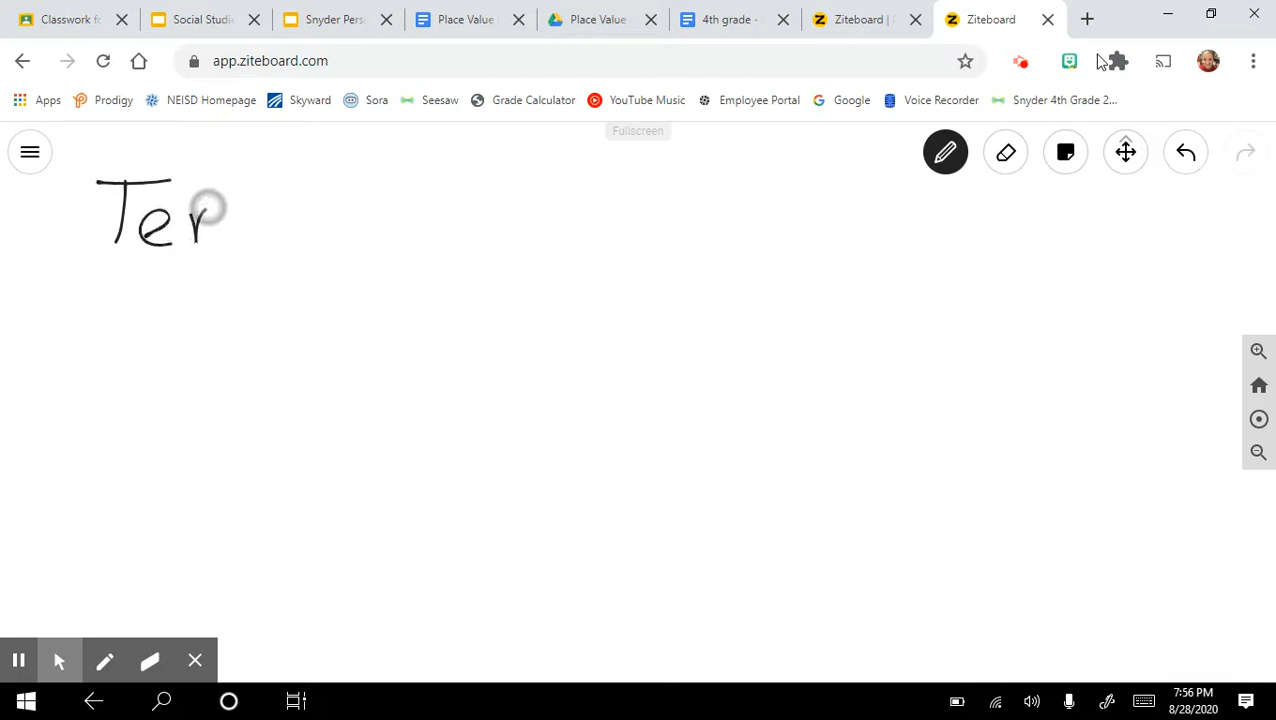 Classwork fo
Social Studie
Snyder Pers
Place Value
Place Value
4th grade -
Ziteboard |
Ziteboard
app.ziteboard.com
Apps
Prodigy
NEISD Homepage
Skyward
Sora
Seesaw
Grade Calculator
YouTube Music
Employee Portal
Google
Voice Recorder
Snyder 4th Grade 2...
Fullscreen
Ter
7:56 PM
8/28/2020